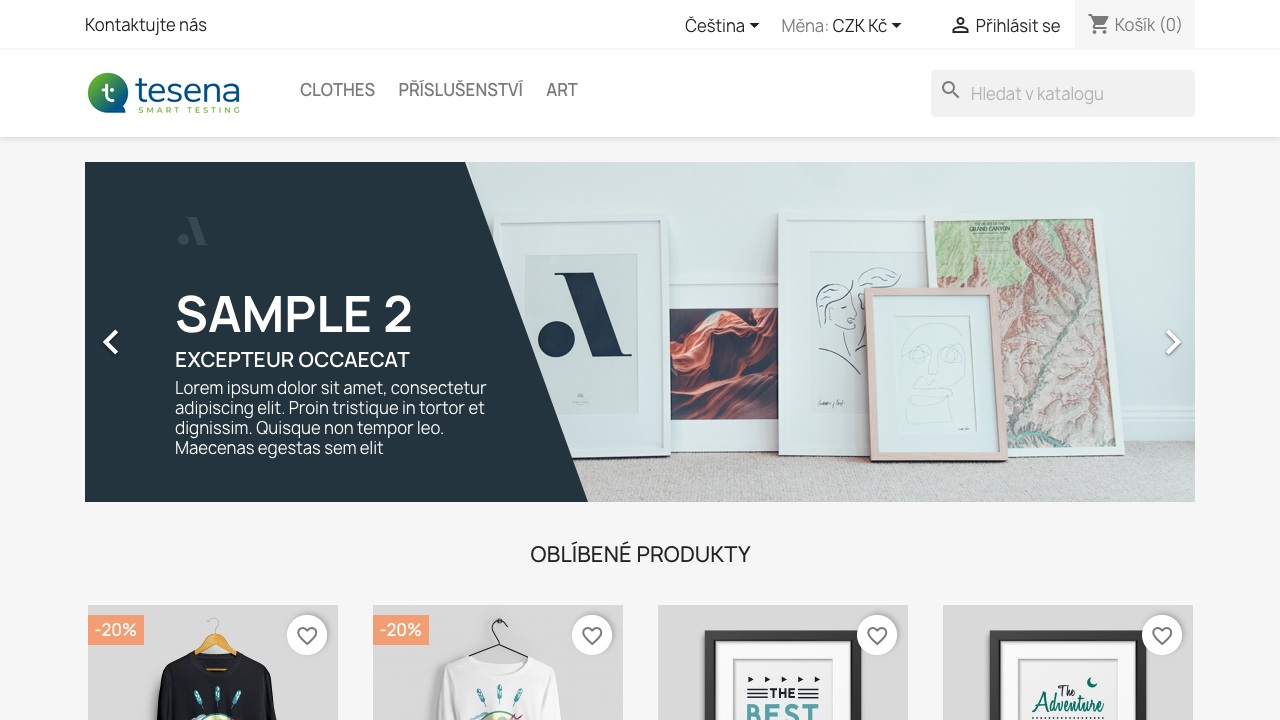 Kontaktujte nás
Čeština
Měna: CZK Kč
Přihlásit se
Košík (0)
tesena
SMART TESTING
CLOTHES
PŘÍSLUŠENSTVÍ
ART
Hledat v katalogu
SAMPLE 2
EXCEPTEUR OCCAECAT
Lorem ipsum dolor sit amet, consectetur
adipiscing elit. Proin tristique in tortor et
dignissim. Quisque non tempor leo.
Maecenas egestas sem elit
GRAND CANYON
OBLÍBENÉ PRODUKTY
-20%
-20%
THE
BEST
The
Adventure